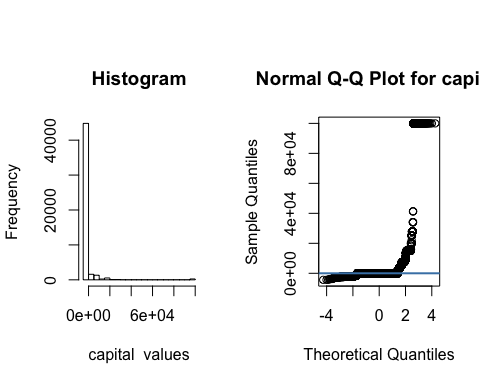 Histogram
Frequency
40000
20000
0
0e+00 6e+04
capital values
Normal Q-Q Plot for capi
Sample Quantiles
8e+04
4e+04
0e+00
-4 -2 0 2 4
Theoretical Quantiles